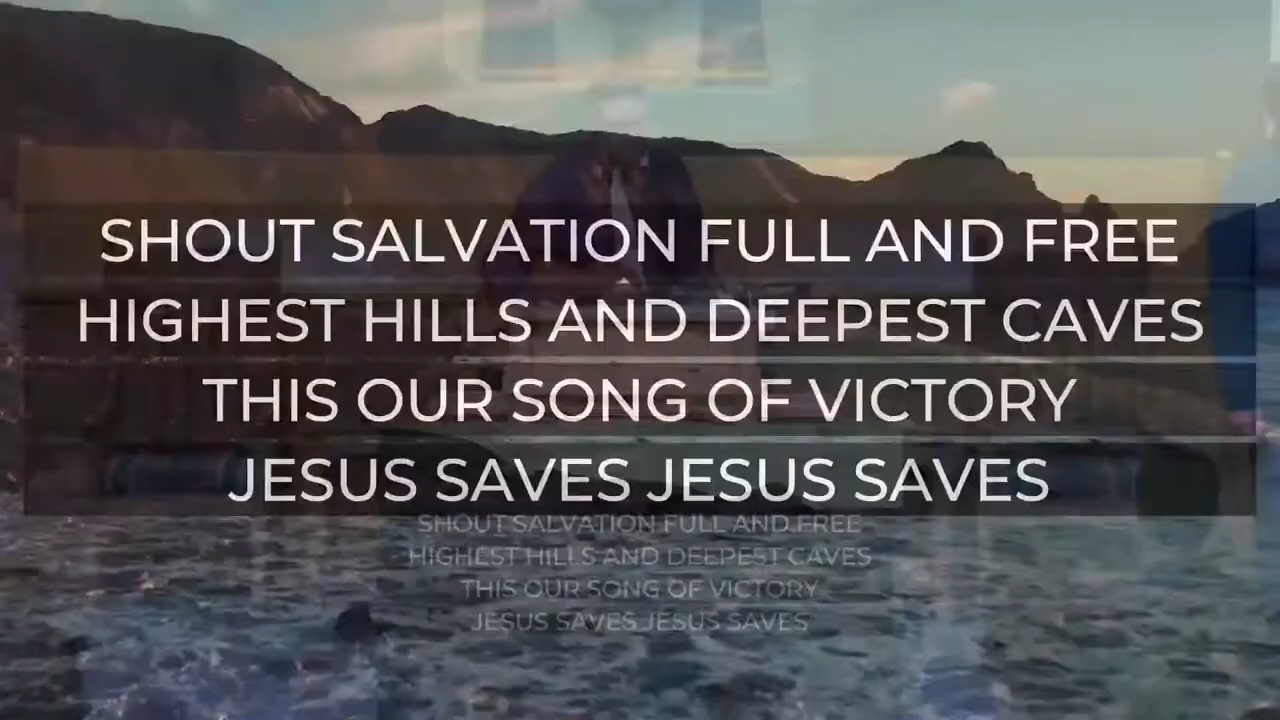 SHOUT SALVATION FULL AND FREE
HIGHEST HILLS AND DEEPEST CAVES
THIS OUR SONG OF VICTORY
JESUS SAVES JESUS SAVES
SHOUT SALVATION FULL AND FREE
HIGHEST HILLS AND DEEPEST CAVES
THIS OUR SONG OF VICTORY
JESUS SAVES JESUS SAVES